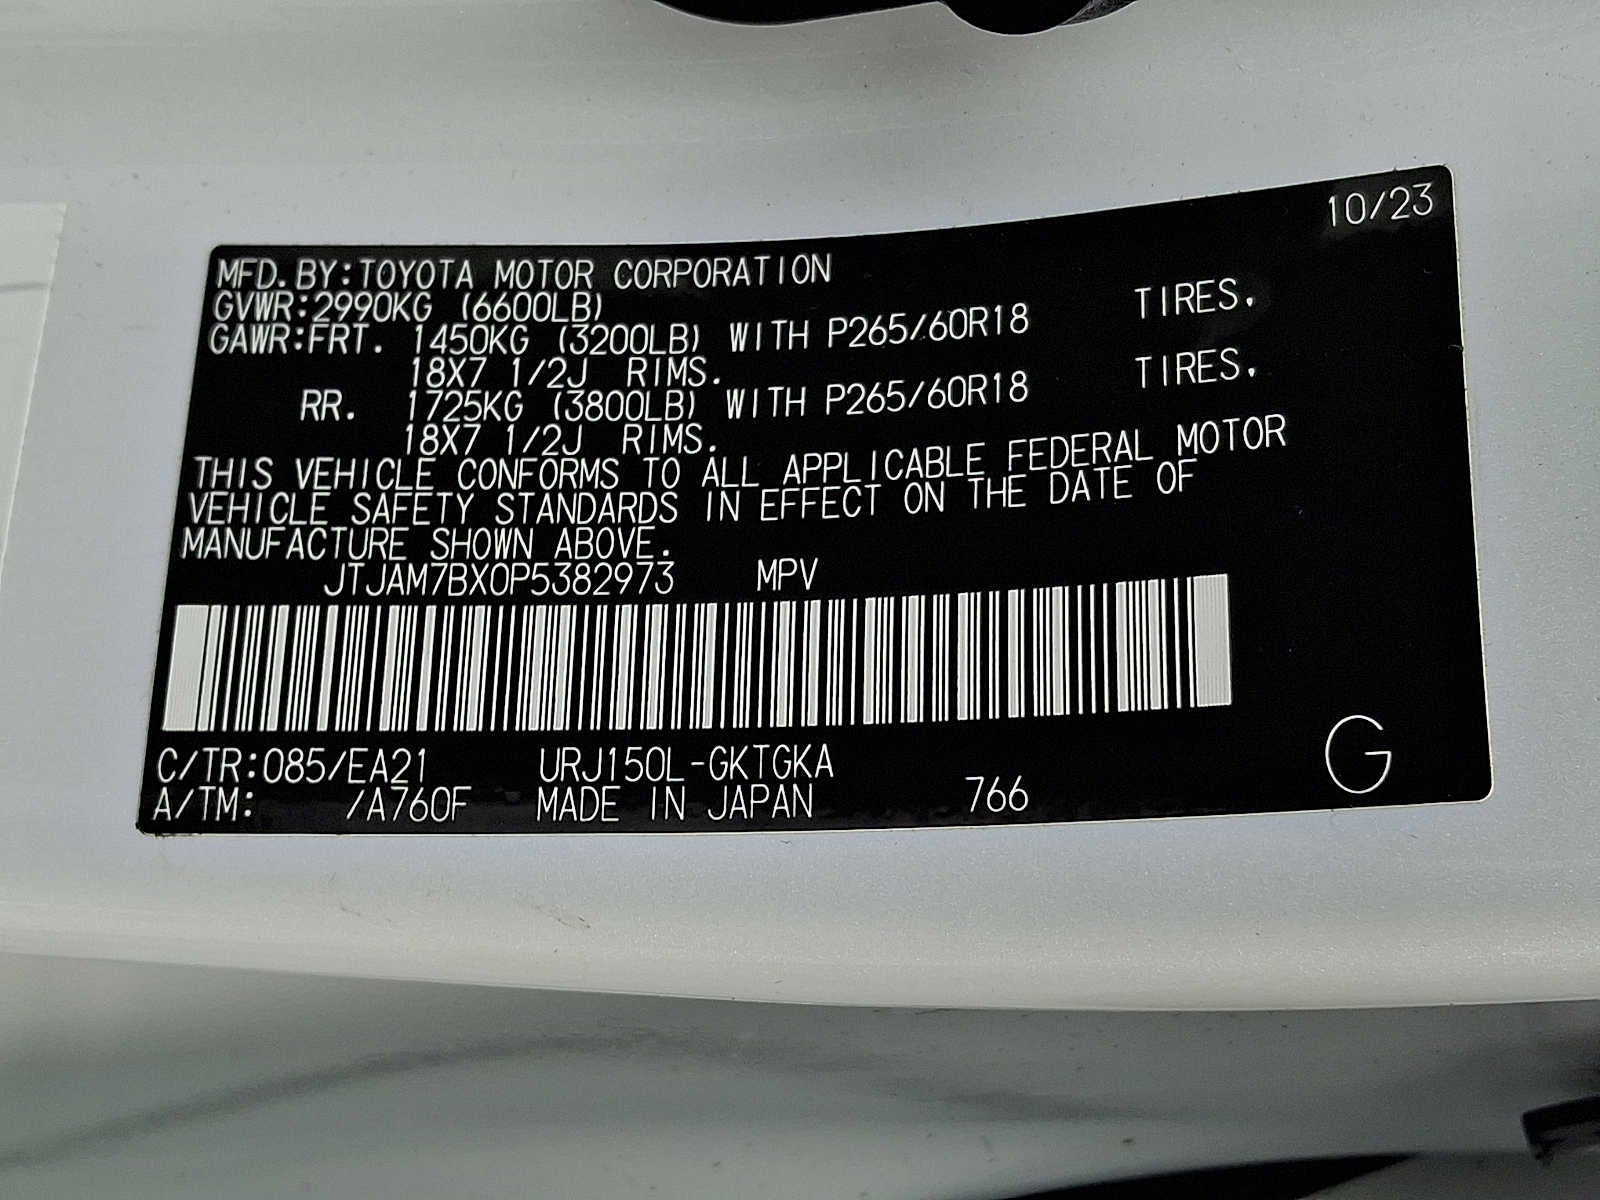 10/23
MFD.BY:TOYOTA MOTOR CORPORATION
GVWR:2990KG (6600LB)
GAWR:FRT. 1450KG (3200LB) WITH P265/60R18 TIRES.
18X7 1/2J RIMS.
RR. 1725KG (3800LB) WITH P265/60R18 TIRES.
18X7 1/2J RIMS.
THIS VEHICLE CONFORMS TO ALL APPLICABLE FEDERAL MOTOR
VEHICLE SAFETY STANDARDS IN EFFECT ON THE DATE OF
MANUFACTURE SHOWN ABOVE.
JTJAM7BX0P5382973 MPV
C/TR:085/EA21 URJ150L-GKTGKA
A/TM: /A760F MADE IN JAPAN 766 G